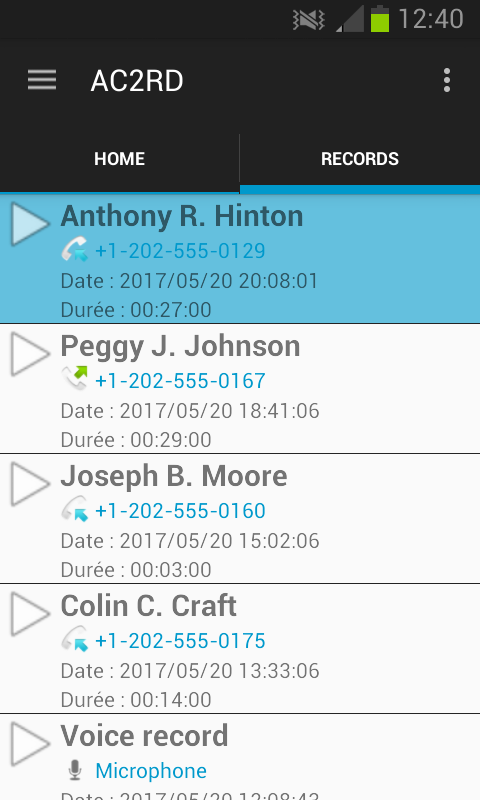 12:40
AC2RD
HOME
RECORDS
Anthony R. Hinton
+1-202-555-0129
Date : 2017/05/20 20:08:01
Durée : 00:27:00
Peggy J. Johnson
+1-202-555-0167
Date : 2017/05/20 18:41:06
Durée : 00:29:00
Joseph B. Moore
+1-202-555-0160
Date : 2017/05/20 15:02:06
Durée : 00:03:00
Colin C. Craft
+1-202-555-0175
Date : 2017/05/20 13:33:06
Durée : 00:14:00
Voice record
Microphone
Date : 2017/05/20 12:08:43